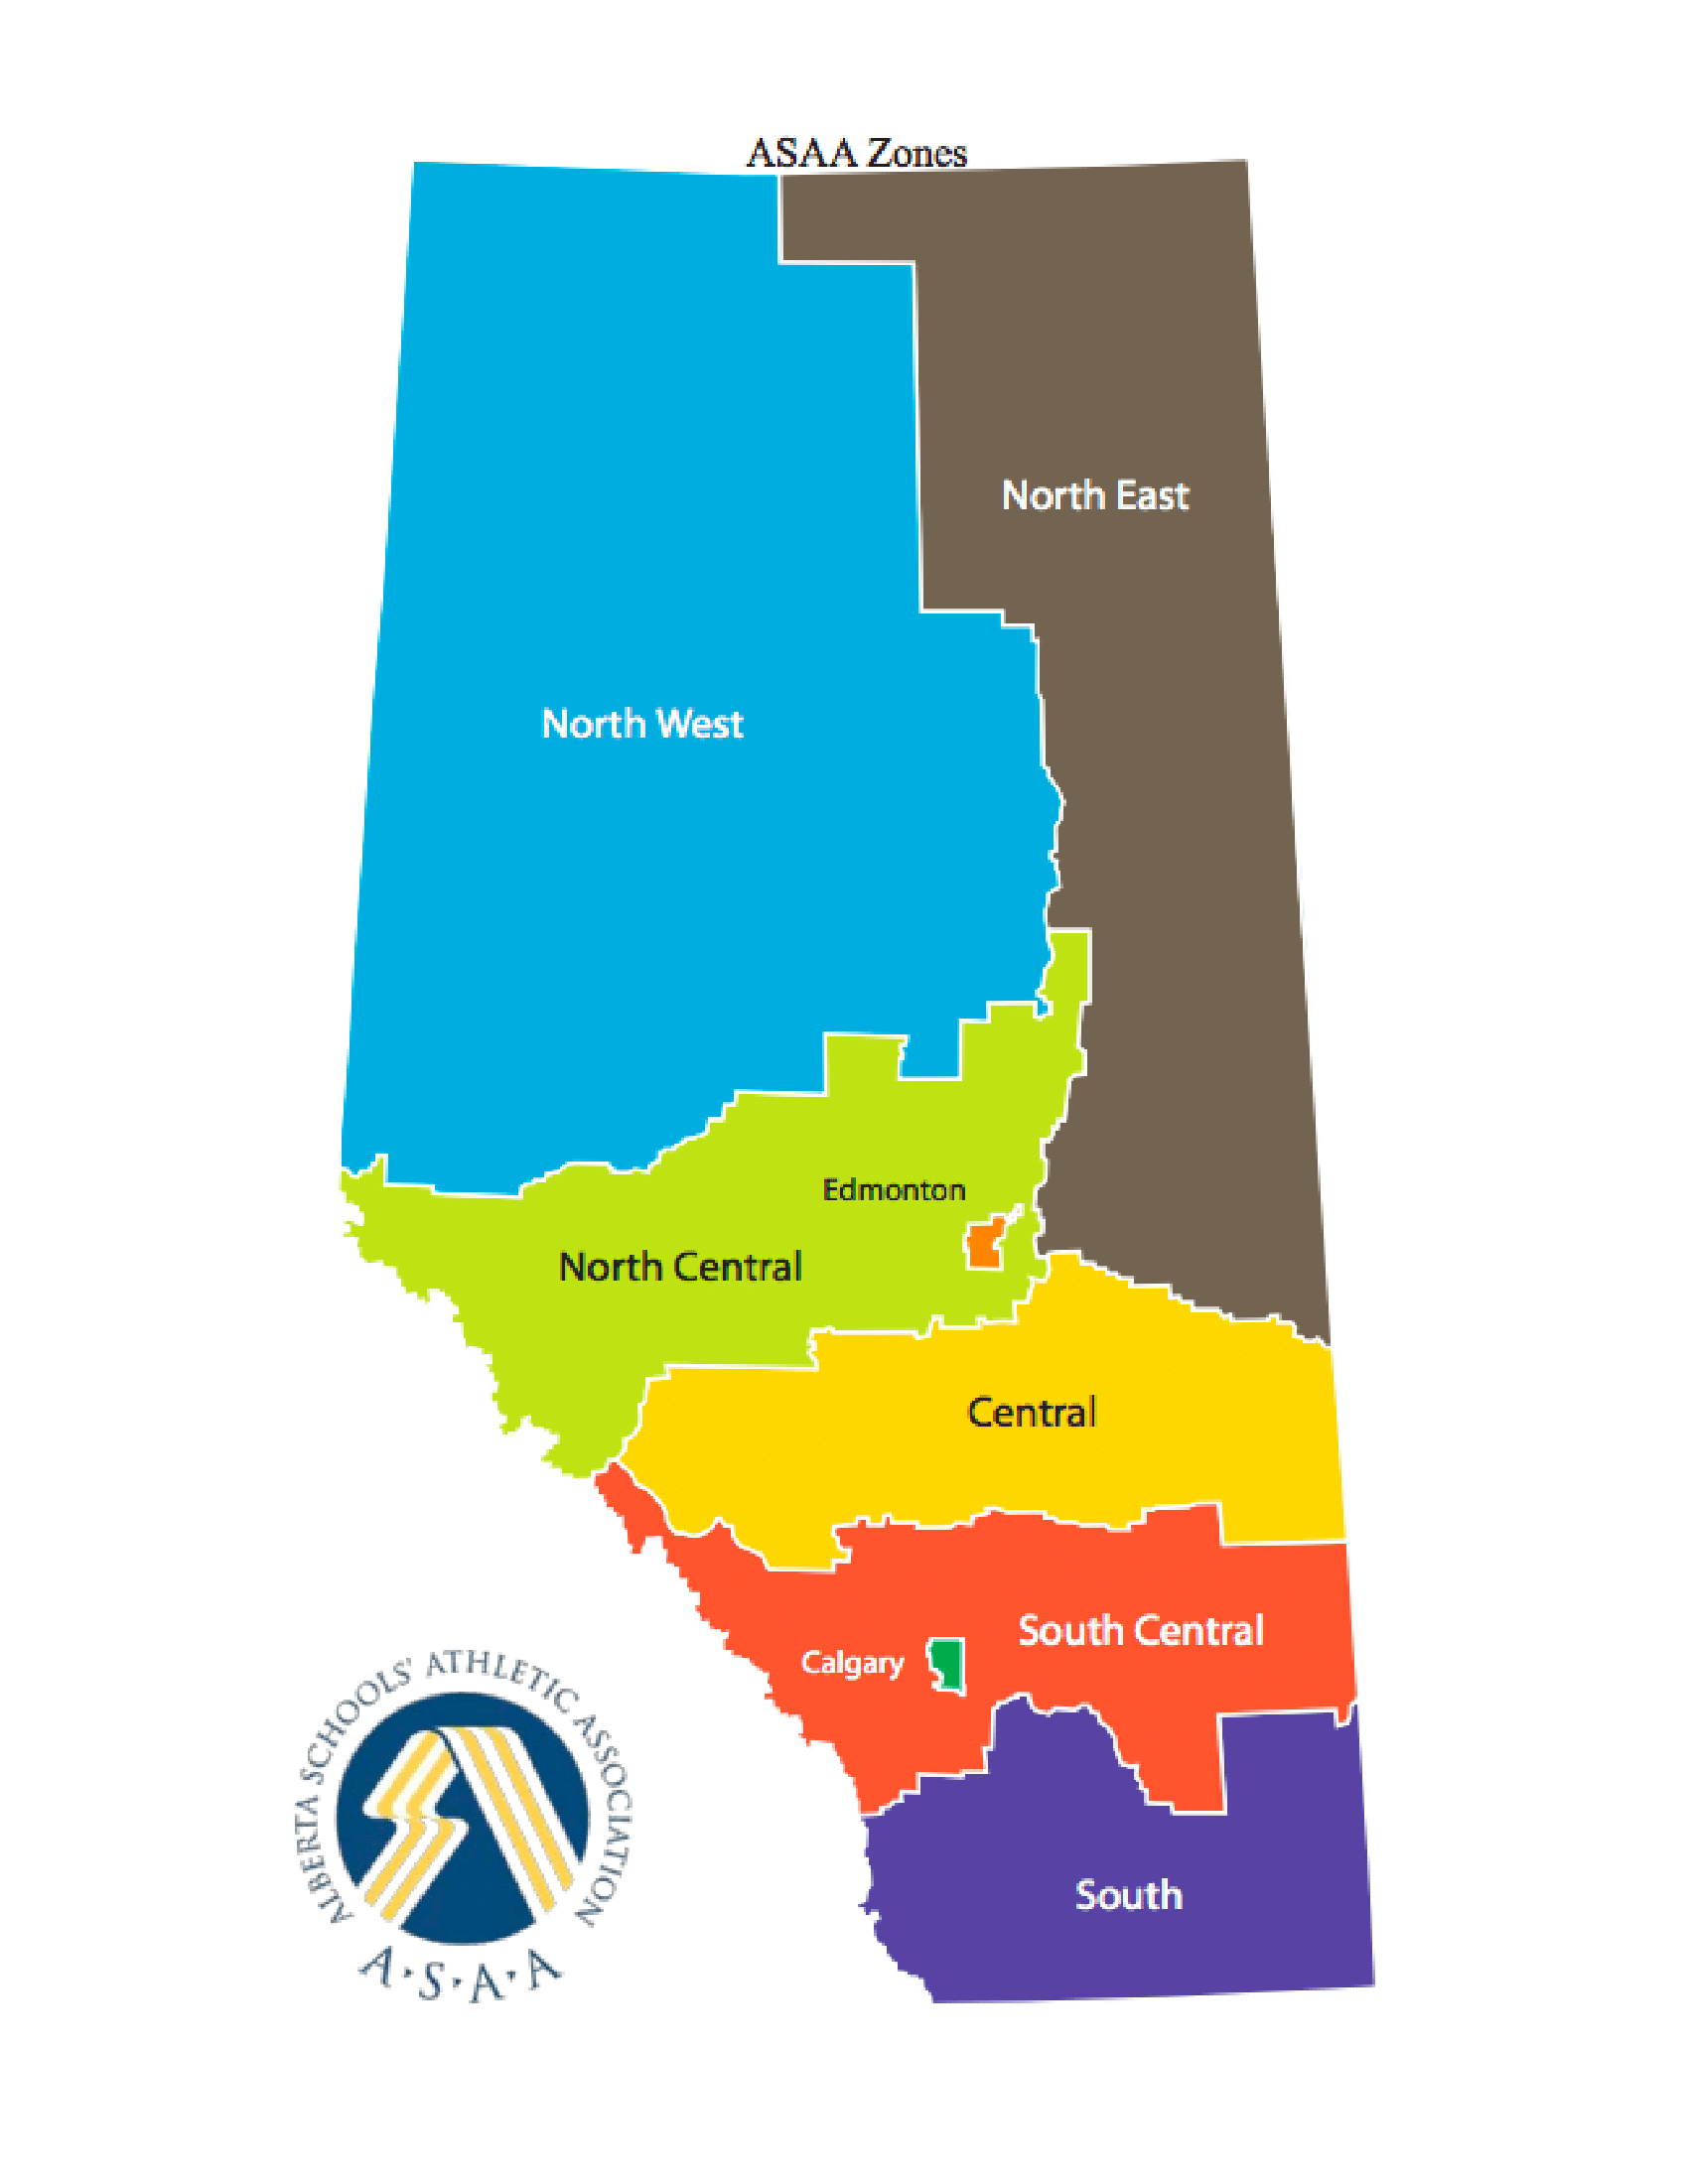 ASAA Zones
North East
North West
Edmonton
North Central
Central
South Central
Calgary
South
ALBERTA SCHOOLS' ATHLETIC ASSOCIATION
A·S·A·A